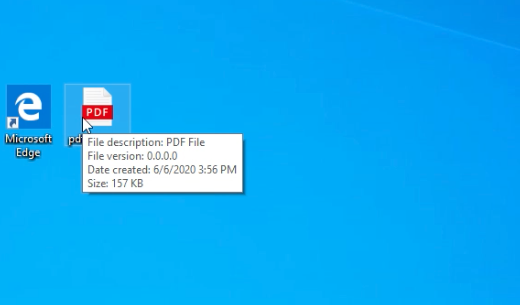 PDF
Microsoft
Edge
File description: PDF File
File version: 0.0.0.0
Date created: 6/6/2020 3:56 PM
Size: 157 KB